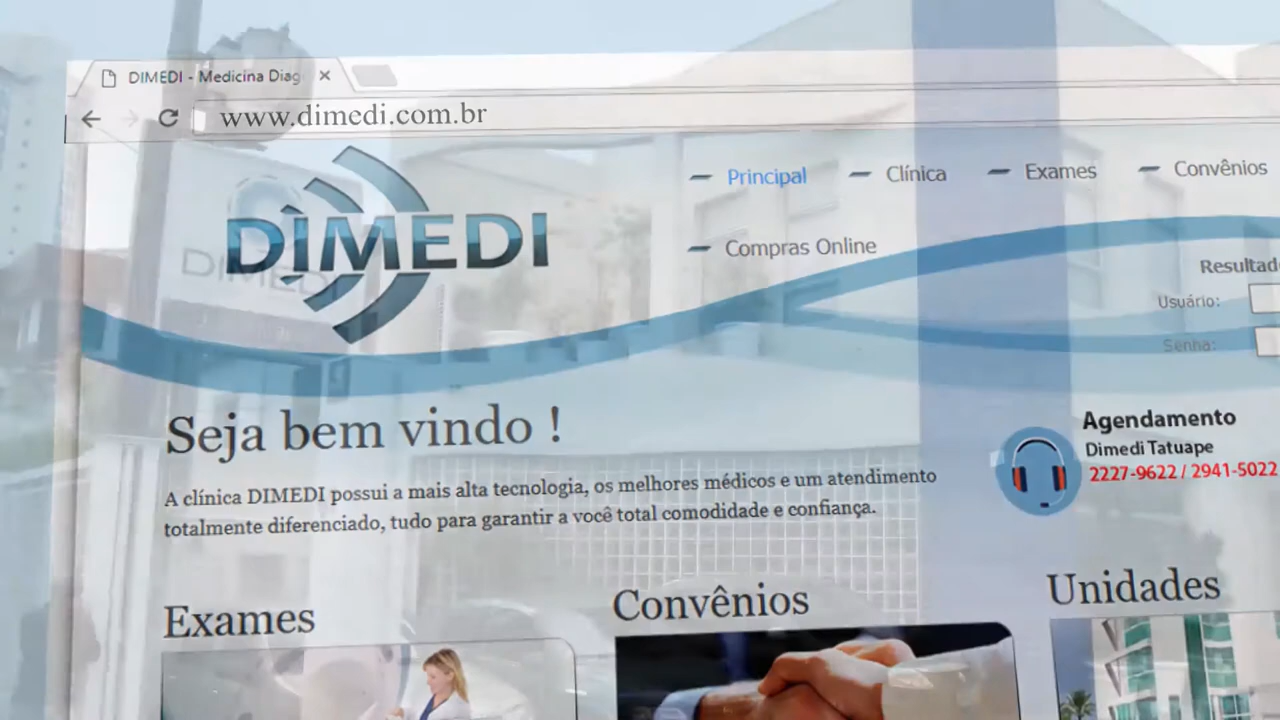 DIMEDI - Medicina Diag
www.dimedi.com.br
DIMEDI
DIMEDI
Principal
Clínica
Exames
Convênios
Compras Online
Resultad
Usuário:
Senha:
Seja bem vindo !
A clínica DIMEDI possui a mais alta tecnologia, os melhores médicos e um atendimento
totalmente diferenciado, tudo para garantir a você total comodidade e confiança.
Agendamento
Dimedi Tatuape
2227-9622 / 2941-5022
Exames
Convênios
Unidades